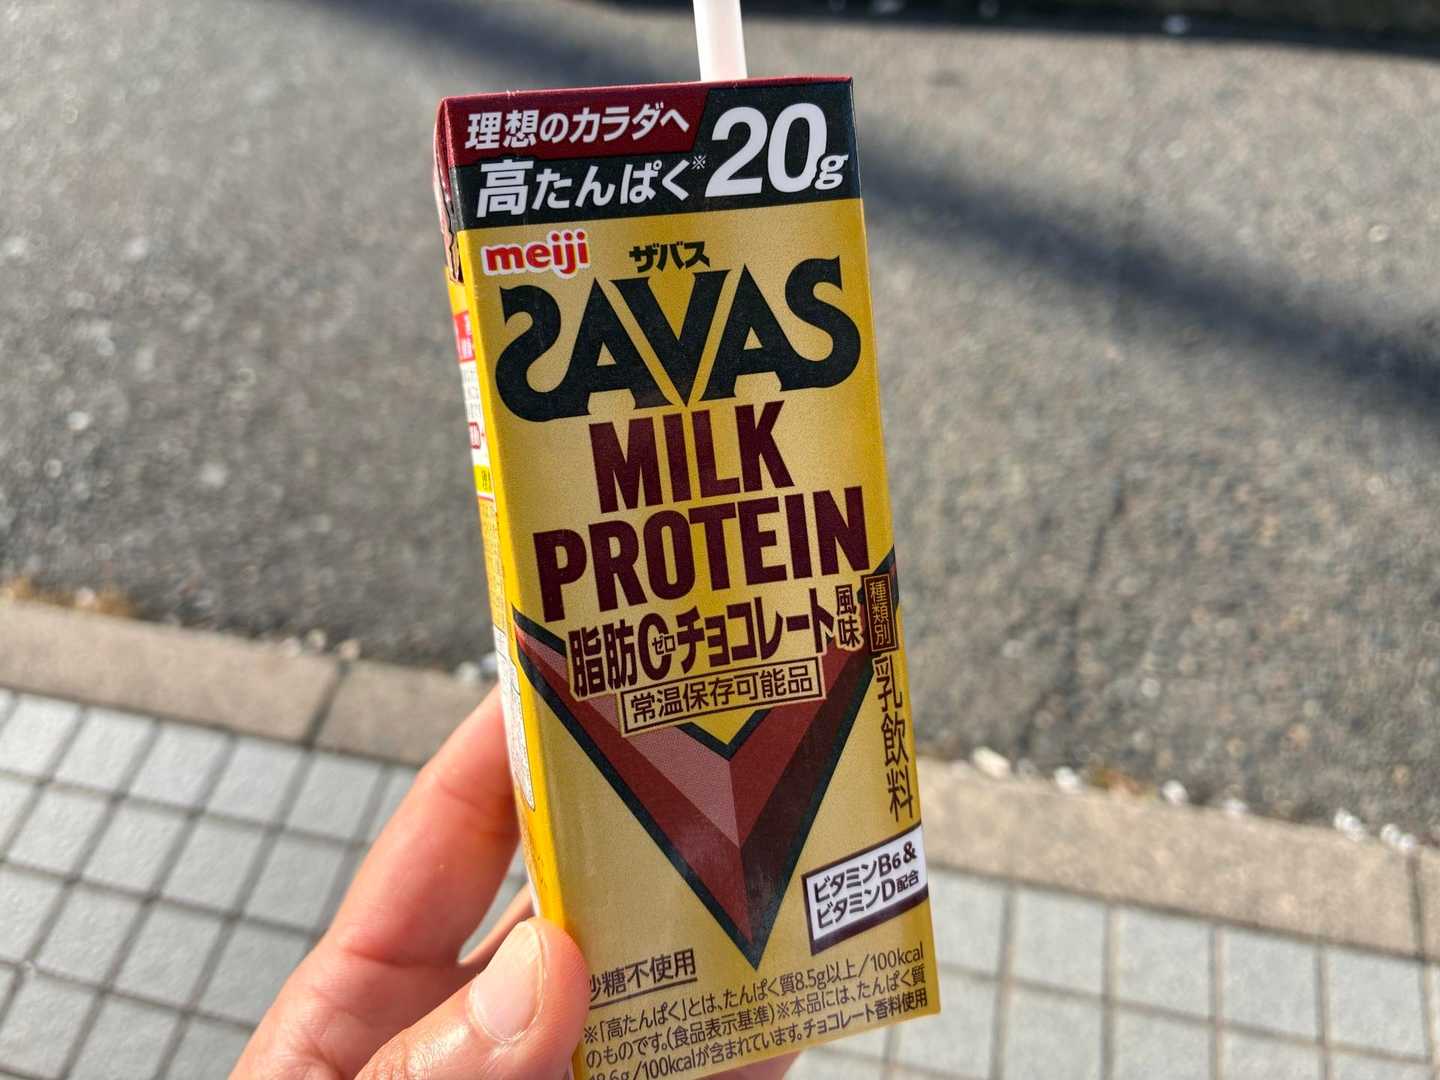 理想のカラダへ
高たんぱく※20g
meiji
ザバス
SAVAS
MILK
PROTEIN
脂肪0ゼロチョコレート風味
常温保存可能品
種類別
乳飲料
ビタミンB6&
ビタミンD配合
砂糖不使用
※「高たんぱく」とは、たんぱく質8.5g以上/100kcal
のものです。(食品表示基準)※本品には、たんぱく質
/100kcalが含まれています。チョコレート香料使用